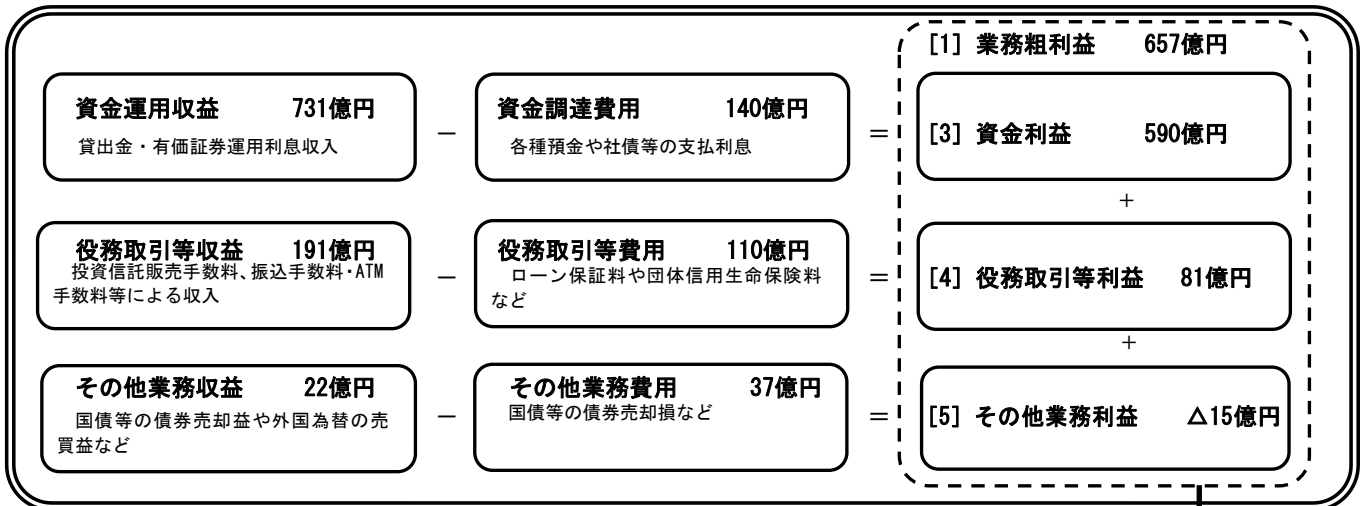 [1] 業務粗利益 657億円
資金運用収益 731億円
貸出金・有価証券運用利息収入
－
資金調達費用 140億円
各種預金や社債等の支払利息
＝
[3] 資金利益 590億円
＋
役務取引等収益 191億円
投資信託販売手数料、振込手数料・ATM
手数料等による収入
－
役務取引等費用 110億円
ローン保証料や団体信用生命保険料
など
＝
[4] 役務取引等利益 81億円
＋
その他業務収益 22億円
国債等の債券売却益や外国為替の売
買益など
－
その他業務費用 37億円
国債等の債券売却損など
＝
[5] その他業務利益 △15億円